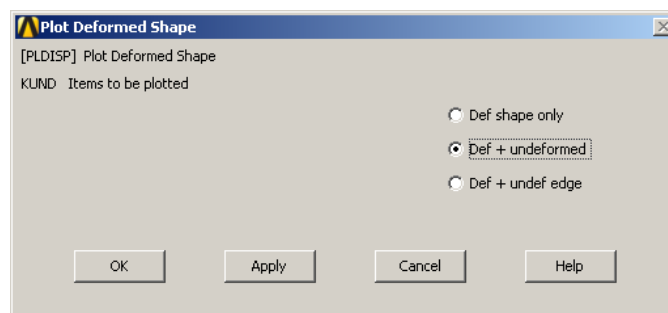 Plot Deformed Shape
[PLDISP] Plot Deformed Shape
KUND Items to be plotted
Def shape only
Def + undeformed
Def + undef edge
OK Apply Cancel Help